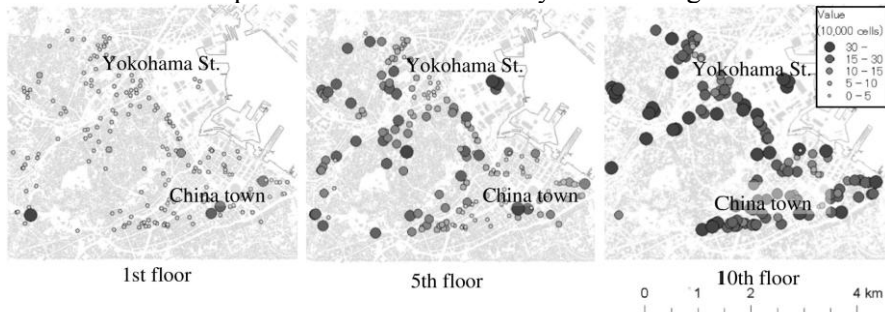 Yokohama St.
China town
1st floor
Yokohama St.
China town
5th floor
Yokohama St.
China town
10th floor
Value
(10,000 cells)
30 -
15 - 30
10 - 15
5 - 10
0 - 5
0 1 2 4 km